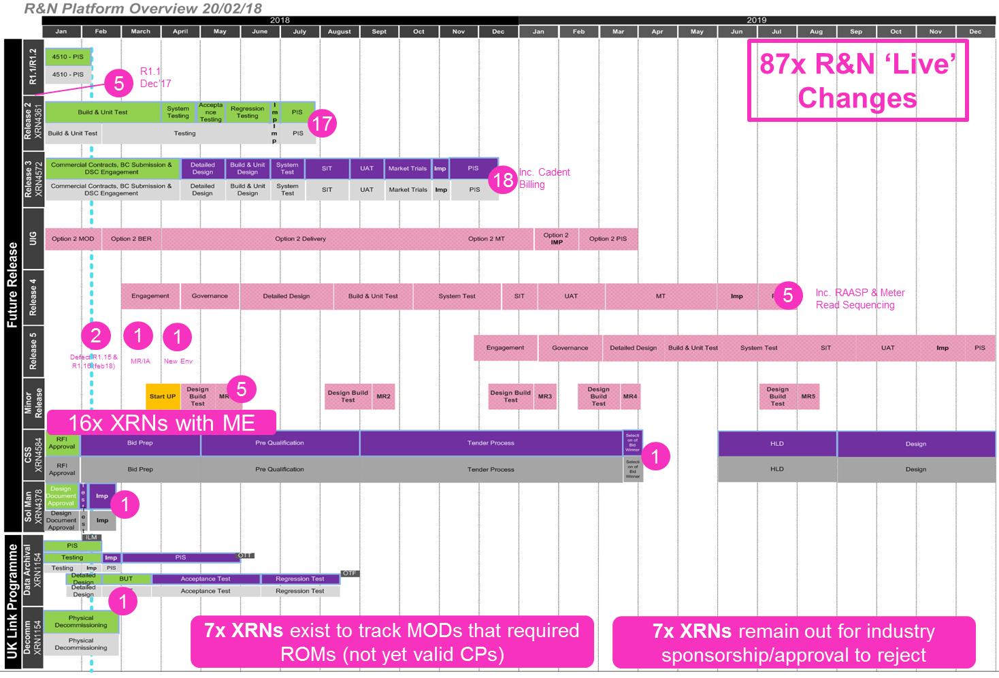 R&N Platform Overview 20/02/18
2018
2019
Jan Feb March April May June July August Sept Oct Nov Dec Jan Feb Mar Apr May Jun Jul Aug Sep Oct Nov Dec
87x R&N ‘Live’
Changes
Future Release
R1.1/R1.2
4510 - PIS
4510 - PIS
5
R1.1
Dec'17
Release 2
XRN4361
Build & Unit Test
System
Testing
Accepta
nce
Testing
Regression
Testing
I
m
p
PIS
17
Build & Unit Test
Testing
I
m
p
PIS
Release 3
XRN4572
Commercial Contracts, BC Submission &
DSC Engagement
Detailed
Design
Build & Unit
Design
System
Test
SIT
UAT
Market Trials
Imp
PIS
18
Inc. Cadent
Billing
Commercial Contracts, BC Submission &
DSC Engagement
Detailed
Design
Build & Unit
Design
System
Test
SIT
UAT
Market Trials
Imp
PIS
UIG
Option 2 MOD
Option 2 BER
Option 2 Delivery
Option 2 MT
Option 2
IMP
Option 2 PIS
Release 4
Engagement
Governance
Detailed Design
Build & Unit Test
System Test
SIT
UAT
MT
Imp
5
Inc. RAASP & Meter
Read Sequencing
Release 5
2
Defect R1.15 &
R1.16 (feb18)
1
MR/IA
1
New Env
Engagement
Governance
Detailed Design
Build & Unit Test
System Test
SIT
UAT
Imp
PIS
Minor
Release
Start UP
Design
Build
Test
MR
5
Design Build
Test
MR2
Design Build
Test
MR3
Design
Build
Test
MR4
Design
Build
Test
MR5
16x XRNs with ME
CSS
XRN4584
RFI
Approval
Bid Prep
Pre Qualification
Tender Process
Selecti
on of
Bid
Winner
1
HLD
Design
RFI
Approval
Bid Prep
Pre Qualification
Tender Process
Selecti
on of
Bid
Winner
HLD
Design
Sol Man
XRN4378
Design
Document
Approval
T
e
s
t
Imp
1
Design
Document
Approval
e
s
t
Imp
UK Link Programme
Data Archival
XRN1154
ILM
PIS
Testing
Imp
PIS
OTT
Testing
Imp
PIS
OTF
Detailed
Design
BUT
Acceptance Test
Regression Test
Detailed
Design
Acceptance Test
Regression Test
1
Decomm
XRN1154
Physical
Decommissioning
Physical
Decommissioning
7x XRNs exist to track MODs that required
ROMs (not yet valid CPs)
7x XRNs remain out for industry
sponsorship/approval to reject